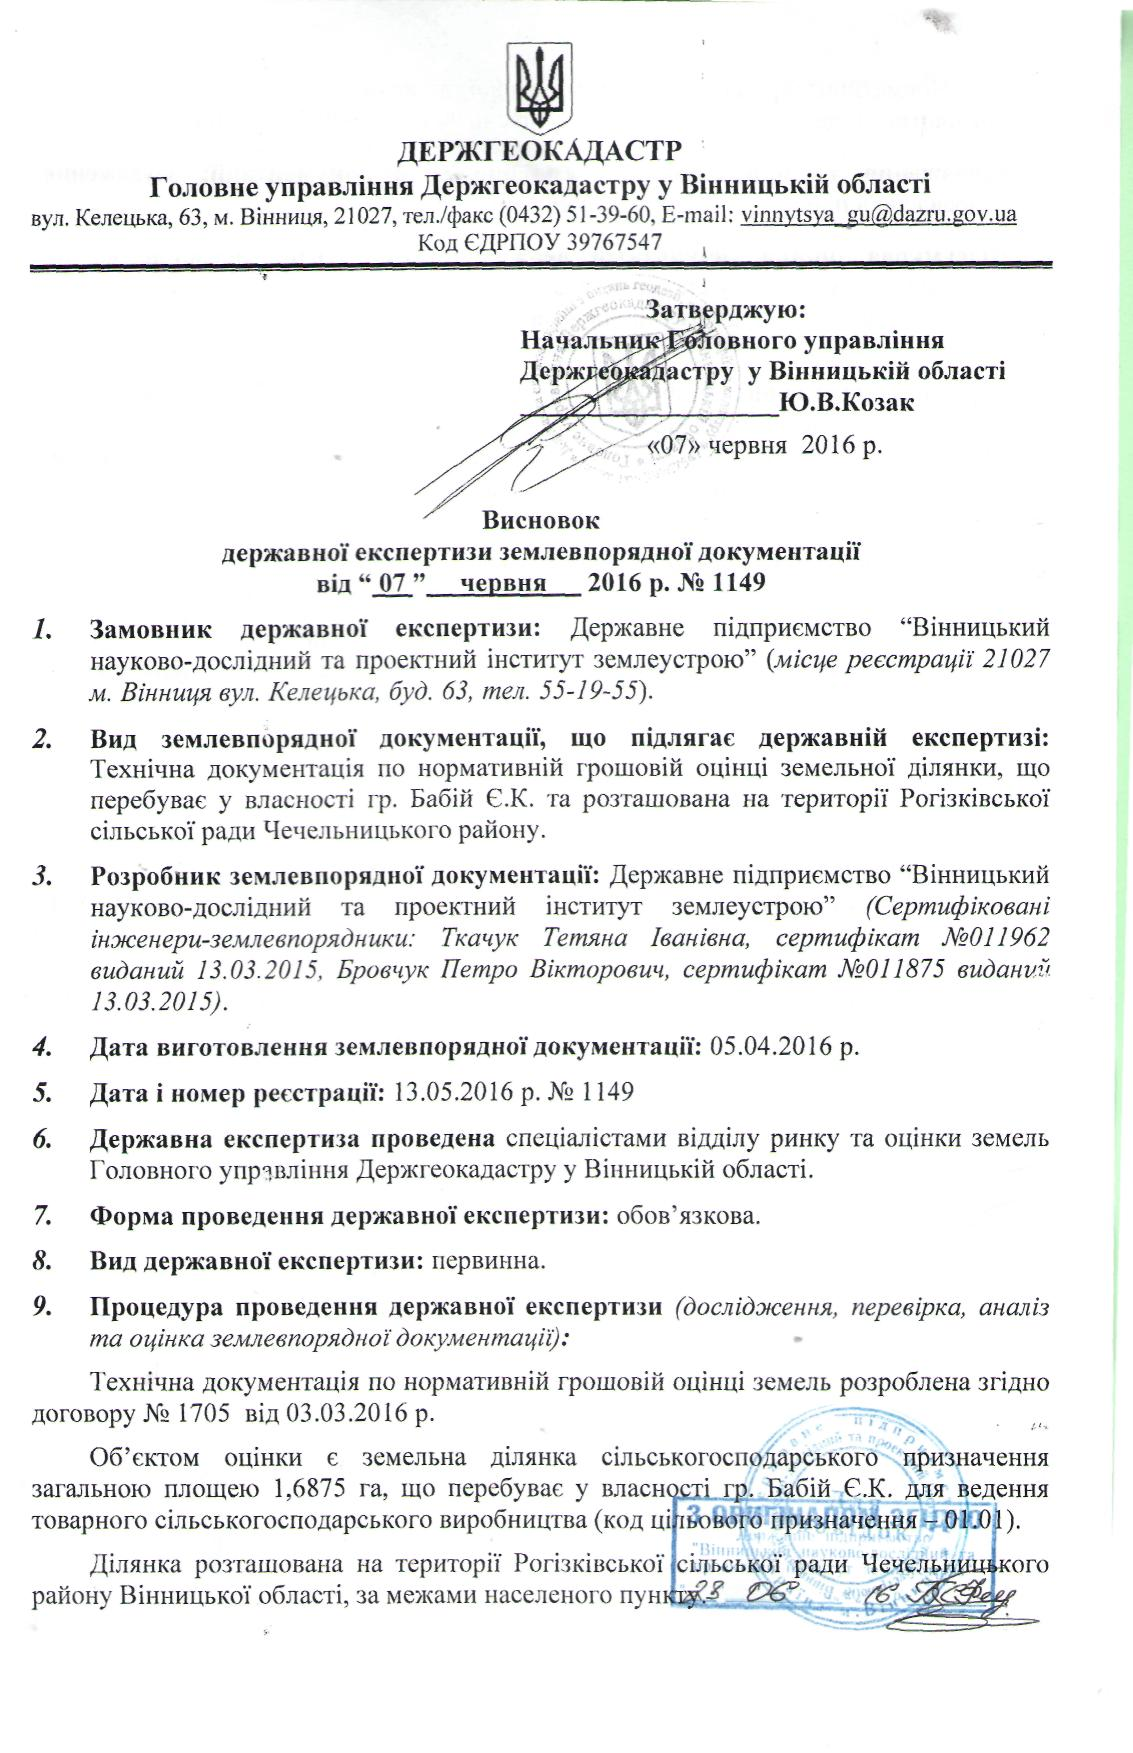 ДЕРЖГЕОКАДАСТР
Головне управління Держгеокадастру у Вінницькій області
вул. Келецька, 63, м. Вінниця, 21027, тел./факс (0432) 51-39-60, E-mail: vinnytsya_gu@dazru.gov.ua
Код ЄДРПОУ 39767547
Затверджую:
Начальник Головного управління
Держгеокадастру у Вінницькій області
Ю.В.Козак
«07» червня 2016 р.
Висновок
державної експертизи землевпорядної документації
від “ 07 ” червня 2016 р. № 1149
1. Замовник державної експертизи: Державне підприємство “Вінницький
науково-дослідний та проектний інститут землеустрою” (місце реєстрації 21027
м. Вінниця вул. Келецька, буд. 63, тел. 55-19-55).
2. Вид землевпорядної документації, що підлягає державній експертизі:
Технічна документація по нормативній грошовій оцінці земельної ділянки, що
перебуває у власності гр. Бабій Є.К. та розташована на території Рогізківської
сільської ради Чечельницького району.
3. Розробник землевпорядної документації: Державне підприємство “Вінницький
науково-дослідний та проектний інститут землеустрою” (Сертифіковані
інженери-землевпорядники: Ткачук Тетяна Іванівна, сертифікат №011962
виданий 13.03.2015, Бровчук Петро Вікторович, сертифікат №011875 виданий
13.03.2015).
4. Дата виготовлення землевпорядної документації: 05.04.2016 р.
5. Дата і номер реєстрації: 13.05.2016 р. № 1149
6. Державна експертиза проведена спеціалістами відділу ринку та оцінки земель
Головного управління Держгеокадастру у Вінницькій області.
7. Форма проведення державної експертизи: обов’язкова.
8. Вид державної експертизи: первинна.
9. Процедура проведення державної експертизи (дослідження, перевірка, аналіз
та оцінка землевпорядної документації):
Технічна документація по нормативній грошовій оцінці земель розроблена згідно
договору № 1705 від 03.03.2016 р.
Об’єктом оцінки є земельна ділянка сільськогосподарського призначення
загальною площею 1,6875 га, що перебуває у власності гр. Бабій Є.К. для ведення
товарного сільськогосподарського виробництва (код цільового призначення – 01.01).
Ділянка розташована на території Рогізківської сільської ради Чечельницького
району Вінницької області, за межами населеного пункту.